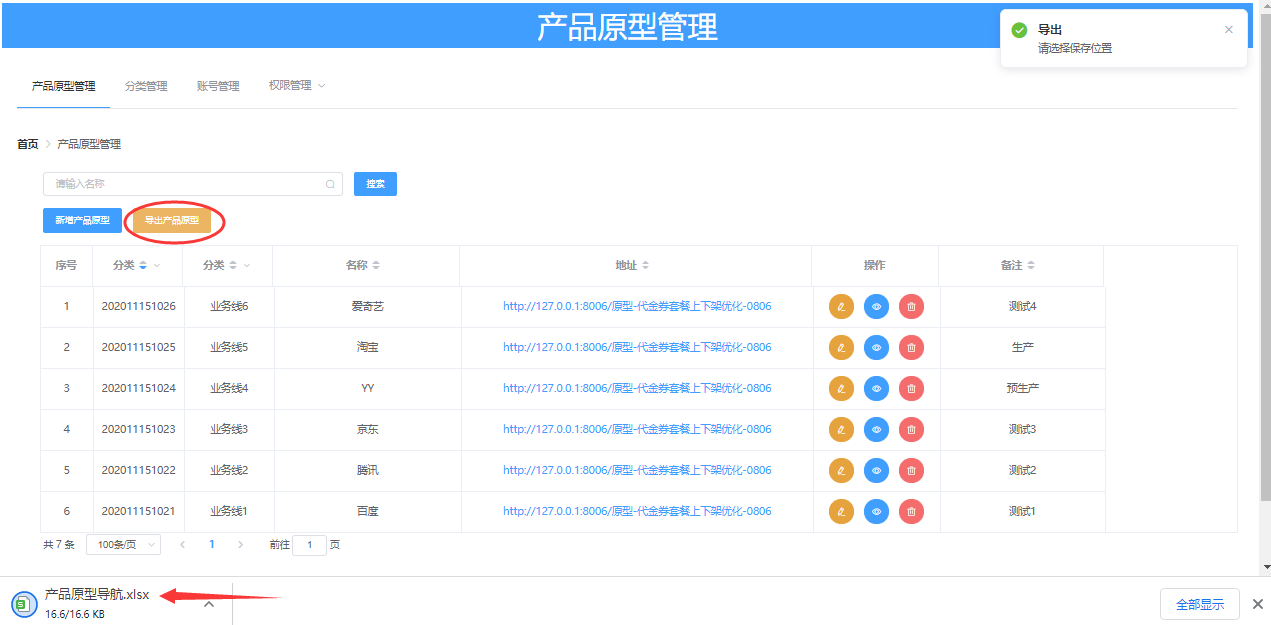 产品原型管理
导出
请选择保存位置
产品原型管理 分类管理 账号管理 权限管理
首页 产品原型管理
请输入名称 搜索
新增产品原型 导出产品原型
序号 分类 分类 名称 地址 操作 备注
1 202011151026 业务线6 爱奇艺 http://127.0.0.1:8006/原型-代金券套餐上下架优化-0806 测试4
2 202011151025 业务线5 淘宝 http://127.0.0.1:8006/原型-代金券套餐上下架优化-0806 生产
3 202011151024 业务线4 YY http://127.0.0.1:8006/原型-代金券套餐上下架优化-0806 预生产
4 202011151023 业务线3 京东 http://127.0.0.1:8006/原型-代金券套餐上下架优化-0806 测试3
5 202011151022 业务线2 腾讯 http://127.0.0.1:8006/原型-代金券套餐上下架优化-0806 测试2
6 202011151021 业务线1 百度 http://127.0.0.1:8006/原型-代金券套餐上下架优化-0806 测试1
共 7 条 100条/页 1 前往 1 页
产品原型导航.xlsx
16.6/16.6 KB
全部显示